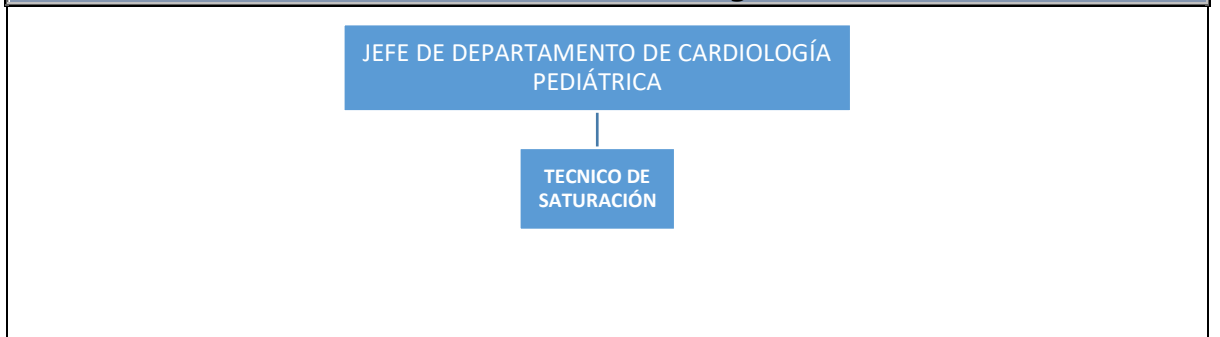 JEFE DE DEPARTAMENTO DE CARDIOLOGÍA
PEDIÁTRICA
TECNICO DE
SATURACIÓN